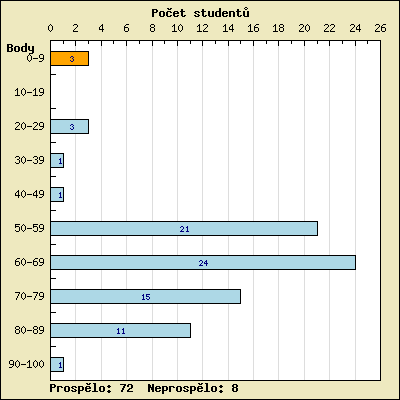 Počet studentů
0 2 4 6 8 10 12 14 16 18 20 22 24 26
Body
0-9 3
10-19
20-29 3
30-39 1
40-49 1
50-59 21
60-69 24
70-79 15
80-89 11
90-100 1
Prospělo: 72 Neprospělo: 8